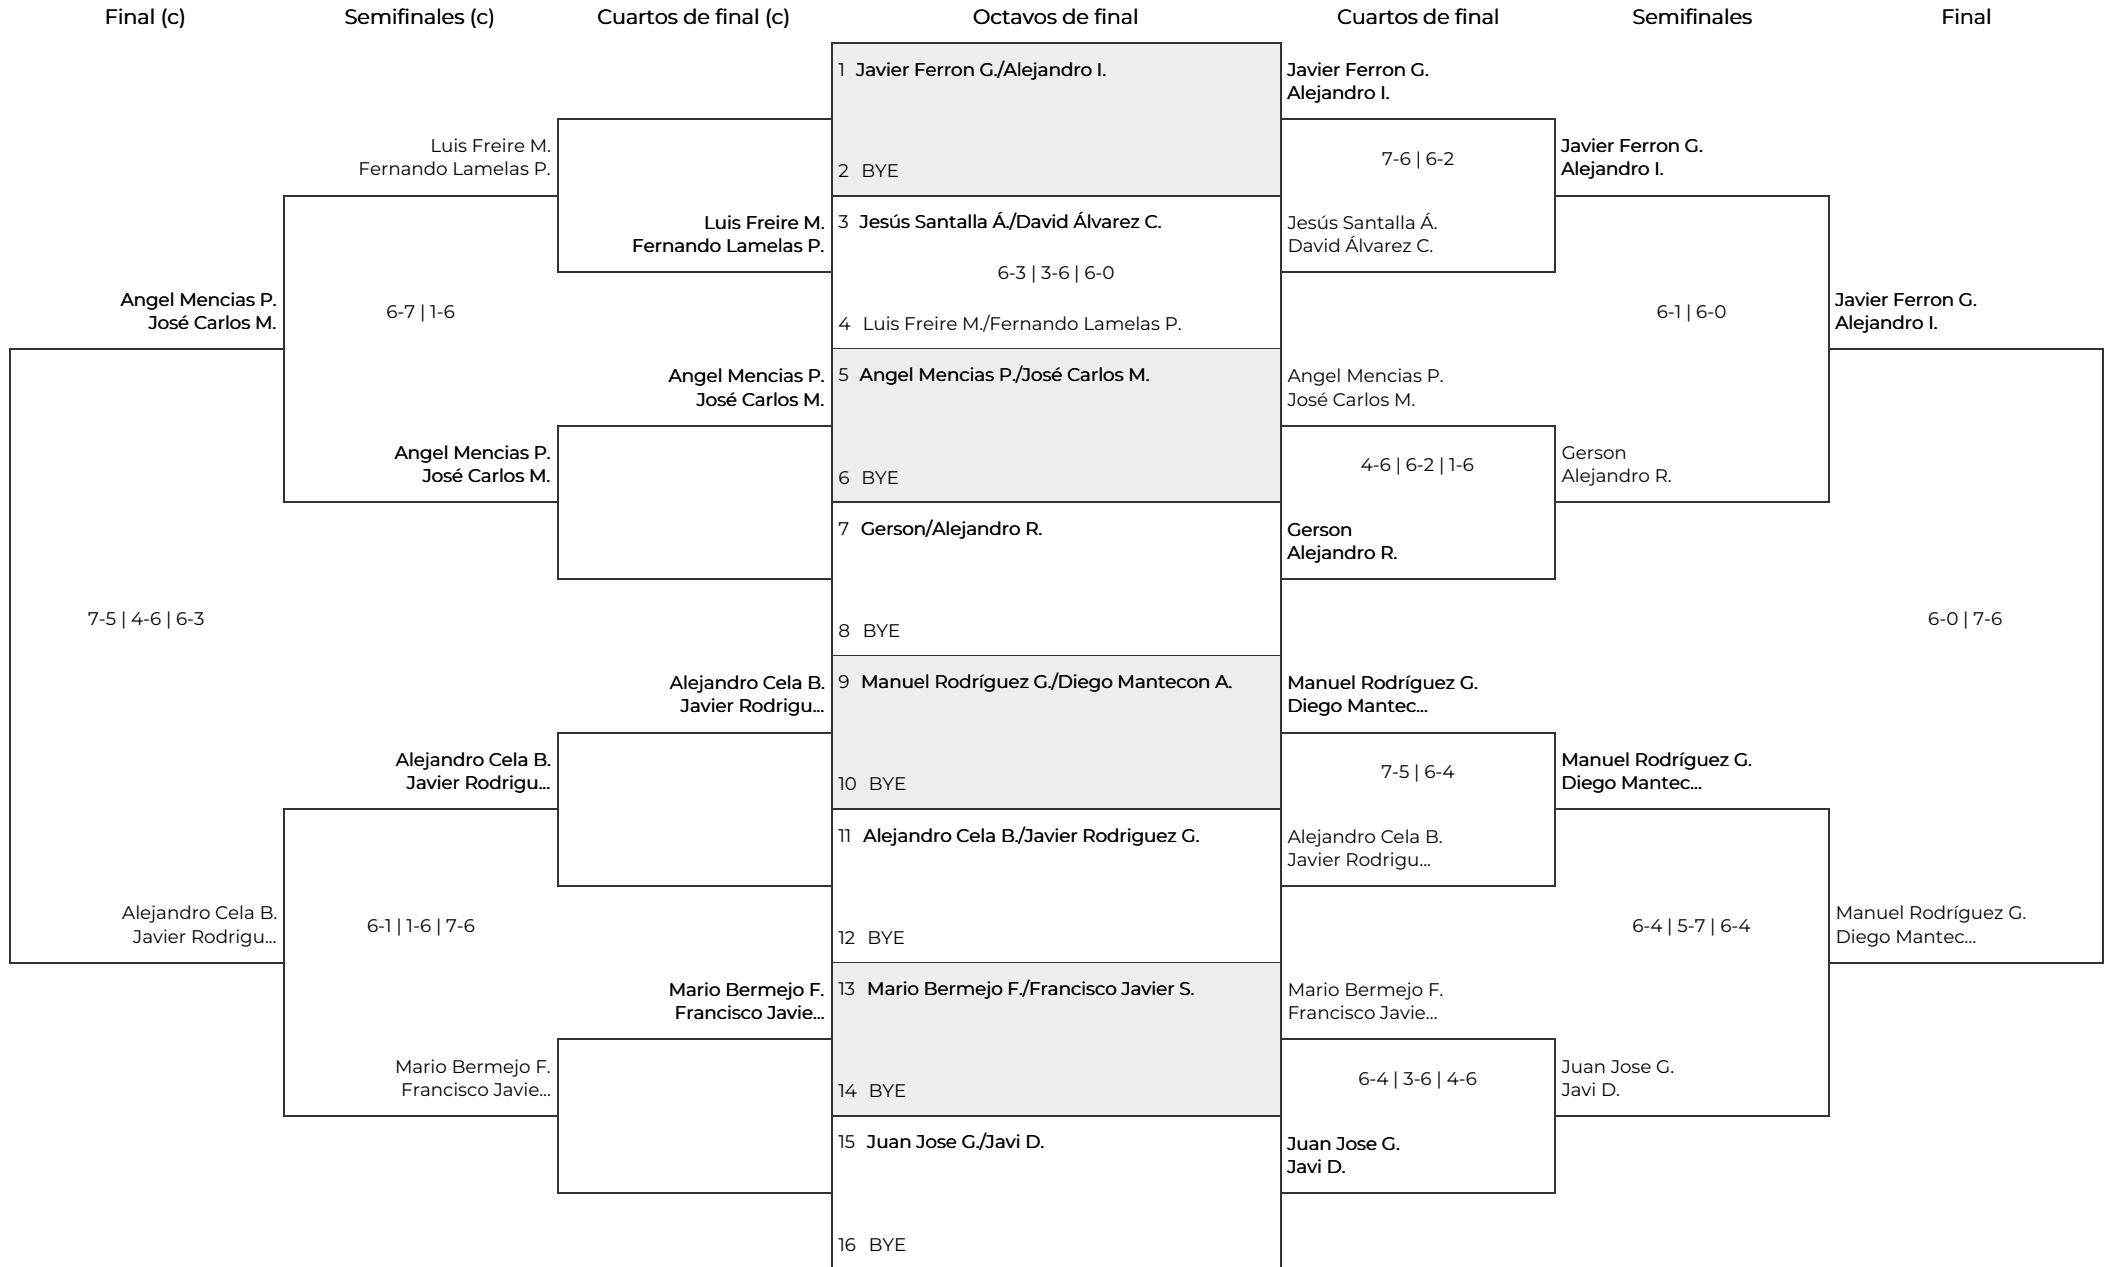 Final (c) Semifinales (c) Cuartos de final (c) Octavos de final Cuartos de final Semifinales Final
1 Javier Ferron G./Alejandro I.
2 BYE
3 Jesús Santalla Á./David Álvarez C.
6-3 | 3-6 | 6-0
4 Luis Freire M./Fernando Lamelas P.
5 Angel Mencias P./José Carlos M.
6 BYE
7 Gerson/Alejandro R.
8 BYE
9 Manuel Rodríguez G./Diego Mantecon A.
10 BYE
11 Alejandro Cela B./Javier Rodriguez G.
12 BYE
13 Mario Bermejo F./Francisco Javier S.
14 BYE
15 Juan Jose G./Javi D.
16 BYE
Javier Ferron G.
Alejandro I.
7-6 | 6-2
Jesús Santalla Á.
David Álvarez C.
Angel Mencias P.
José Carlos M.
4-6 | 6-2 | 1-6
Gerson
Alejandro R.
Manuel Rodríguez G.
Diego Mantec...
7-5 | 6-4
Alejandro Cela B.
Javier Rodrigu...
Mario Bermejo F.
Francisco Javie...
6-4 | 3-6 | 4-6
Juan Jose G.
Javi D.
Javier Ferron G.
Alejandro I.
6-1 | 6-0
Gerson
Alejandro R.
Manuel Rodríguez G.
Diego Mantec...
6-4 | 5-7 | 6-4
Juan Jose G.
Javi D.
Javier Ferron G.
Alejandro I.
6-0 | 7-6
Manuel Rodríguez G.
Diego Mantec...
Luis Freire M.
Fernando Lamelas P.
Angel Mencias P.
José Carlos M.
Alejandro Cela B.
Javier Rodrigu...
Mario Bermejo F.
Francisco Javie...
Luis Freire M.
Fernando Lamelas P.
6-7 | 1-6
Angel Mencias P.
José Carlos M.
Alejandro Cela B.
Javier Rodrigu...
6-1 | 1-6 | 7-6
Mario Bermejo F.
Francisco Javie...
Angel Mencias P.
José Carlos M.
7-5 | 4-6 | 6-3
Alejandro Cela B.
Javier Rodrigu...